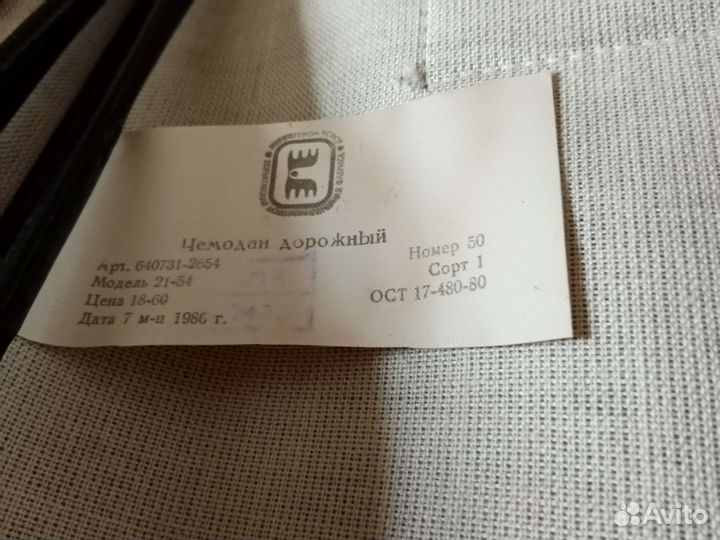 Чемодан дорожный
Арт. 640731-2654
Модель 21-54
Цена 18-60
Дата 7 м-ц 1986 г.
Номер 50
Сорт 1
ОСТ 17-480-80
Avito